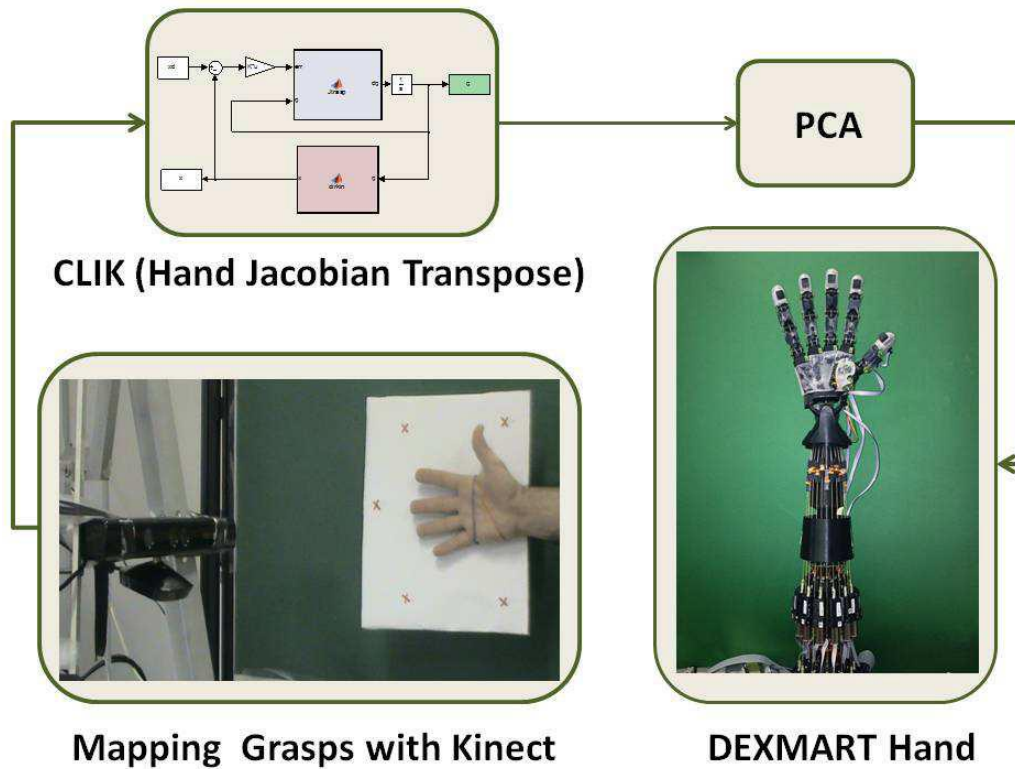 PCA
CLIK (Hand Jacobian Transpose)
Mapping Grasps with Kinect
DEXMART Hand